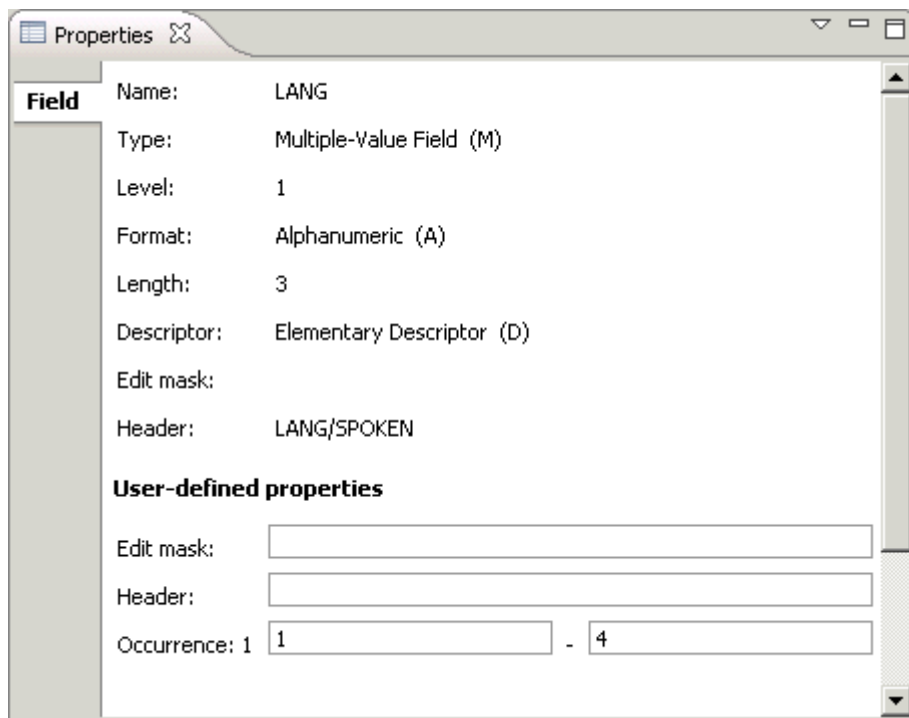 Properties
Field
Name: LANG
Type: Multiple-Value Field (M)
Level: 1
Format: Alphanumeric (A)
Length: 3
Descriptor: Elementary Descriptor (D)
Edit mask:
Header: LANG/SPOKEN
User-defined properties
Edit mask:
Header:
Occurrence: 1 1 - 4